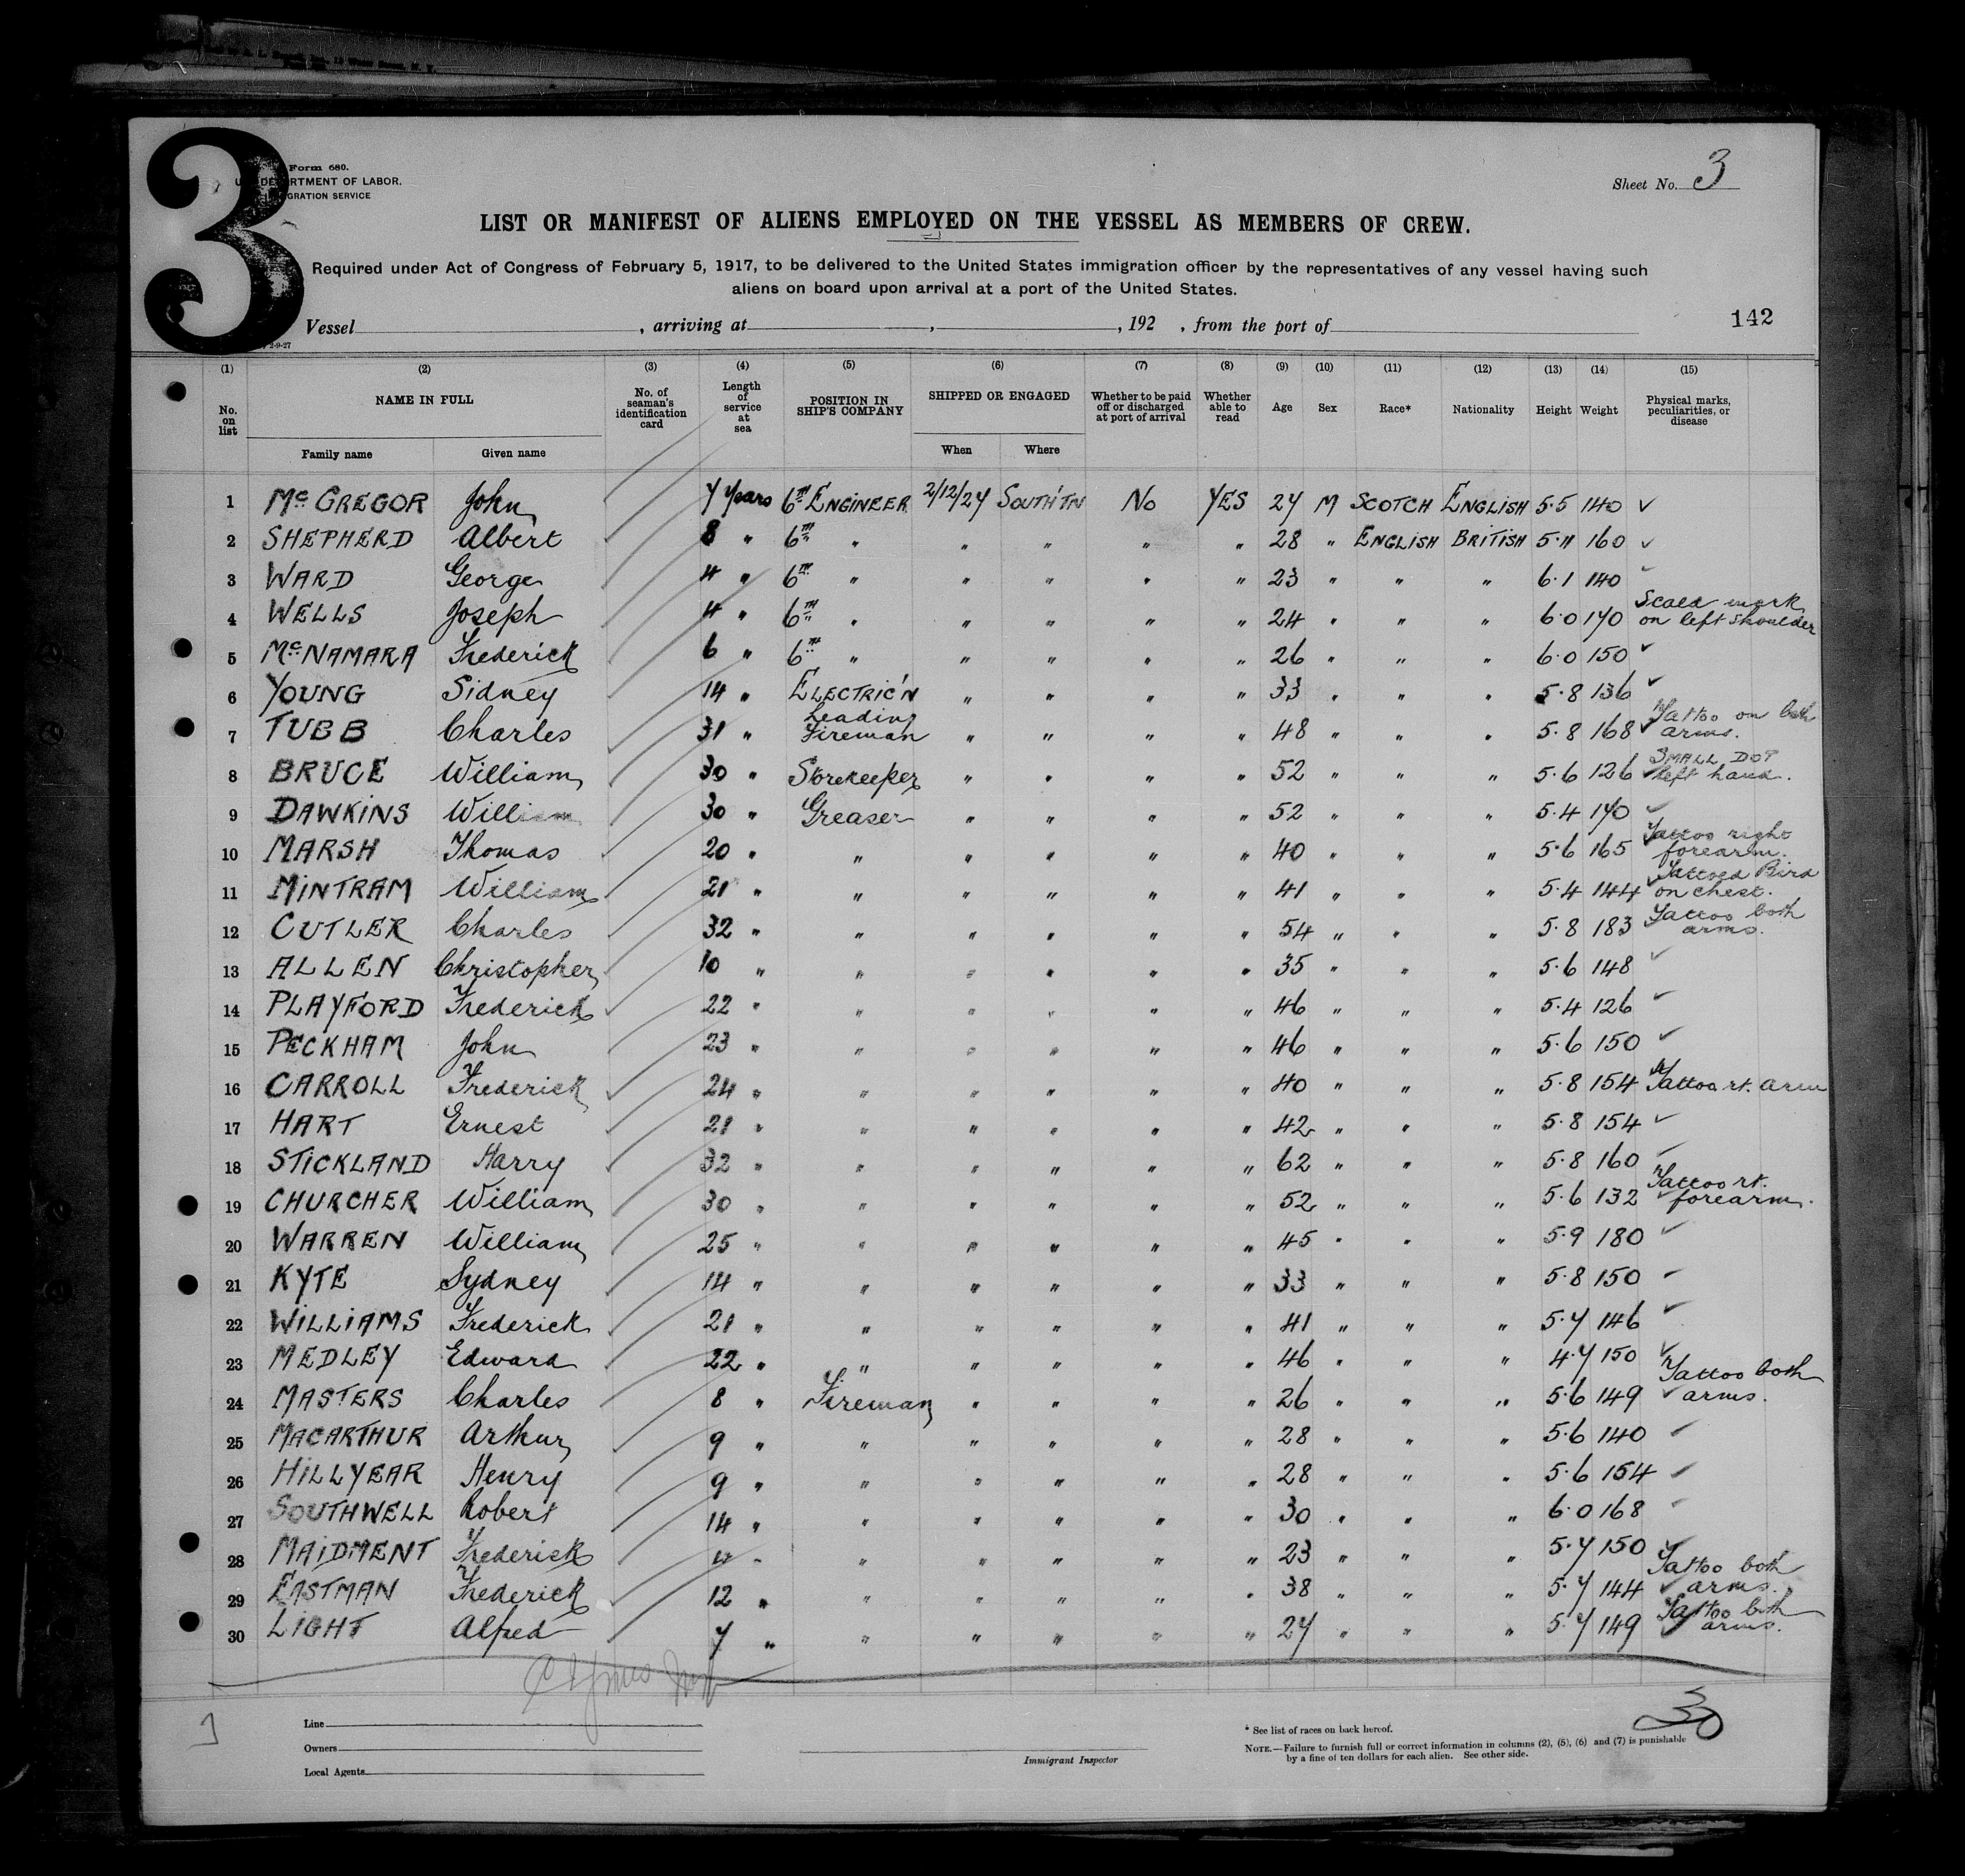 3
Form 680.
DEPARTMENT OF LABOR.
IMMIGRATION SERVICE
Sheet No. 3
LIST OR MANIFEST OF ALIENS EMPLOYED ON THE VESSEL AS MEMBERS OF CREW.
Required under Act of Congress of February 5, 1917, to be delivered to the United States immigration officer by the representatives of any vessel having such
aliens on board upon arrival at a port of the United States.
Vessel , arriving at , , 192 , from the port of
142
2-9-27
(1) (2) (3) (4) (5) (6) (7) (8) (9) (10) (11) (12) (13) (14) (15)
No. on list NAME IN FULL No. of seaman's identification card Length of service at sea POSITION IN SHIP'S COMPANY SHIPPED OR ENGAGED Whether to be paid off or discharged at port of arrival Whether able to read Age Sex Race* Nationality Height Weight Physical marks, peculiarities, or disease
Family name Given name When Where
1 McGREGOR John 7 years 6TH ENGINEER 2/12/27 SOUTH'TN No YES 27 M SCOTCH ENGLISH 5.5 140 ✓
2 SHEPHERD Albert 8 " 6TH " " " " " 28 " ENGLISH BRITISH 5.11 160 ✓
3 WARD George 4 " 6TH " " " " " 23 " " " 6.1 140 ✓
4 WELLS Joseph 4 " 6TH " " " " " 24 " " " 6.0 170 Scald mark on left shoulder
5 McNAMARA Frederick 6 " 6TH " " " " " 26 " " " 6.0 150 ✓
6 YOUNG Sidney 14 " ELECTRIC'N " " " " 33 " " " 5.8 136 ✓
7 TUBB Charles 31 " Leading Fireman " " " " 48 " " " 5.8 168 ✓ Tattoo on both arms.
8 BRUCE William 30 " Storekeeper " " " " 52 " " " 5.6 126 ✓ SMALL DOT left hand.
9 DAWKINS William 30 " Greaser " " " " 52 " " " 5.4 170 ✓
10 MARSH Thomas 20 " " " " " " 40 " " " 5.6 165 Tattoo right forearm.
11 MINTRAM William 21 " " " " " " 41 " " " 5.4 144 ✓ Tattoed Bird on chest.
12 CUTLER Charles 32 " " " " " " 54 " " " 5.8 183 Tattoo both arms.
13 ALLEN Christopher 10 " " " " " " 35 " " " 5.6 148 ✓
14 PLAYFORD Frederick 22 " " " " " " 46 " " " 5.4 126 ✓
15 PECKHAM John 23 " " " " " " 46 " " " 5.6 150 ✓
16 CARROLL Frederick 24 " " " " " " 40 " " " 5.8 154 Tattoo rt. arm
17 HART Ernest 21 " " " " " " 42 " " " 5.8 154 ✓
18 STICKLAND Harry 32 " " " " " " 62 " " " 5.8 160 ✓
19 CHURCHER William 30 " " " " " " 52 " " " 5.6 132 ✓ Tattoo rt. forearm.
20 WARREN William 25 " " " " " " 45 " " " 5.9 180 ✓
21 KYTE Sydney 14 " " " " " " 33 " " " 5.8 150 ✓
22 WILLIAMS Frederick 21 " " " " " " 41 " " " 5.7 146 ✓
23 MEDLEY Edward 22 " " " " " " 46 " " " 4.7 150 ✓
24 MASTERS Charles 8 " Fireman " " " " 26 " " " 5.6 149 ✓ Tattoo both arms.
25 MACARTHUR Arthur 9 " " " " " " 28 " " " 5.6 140 ✓
26 HILLYEAR Henry 9 " " " " " " 28 " " " 5.6 154 ✓
27 SOUTHWELL Robert 14 " " " " " " 30 " " " 6.0 168 ✓
28 MAIDMENT Frederick 4 " " " " " " 23 " " " 5.7 150 ✓
29 EASTMAN Frederick 12 " " " " " " 38 " " " 5.7 144 ✓ Tattoo both arms.
30 LIGHT Alfred 7 " " " " " " 27 " " " 5.7 149 ✓ Tattoo both arms.
30
Line
Owners
Local Agents
Immigrant Inspector
* See list of races on back hereof.
NOTE.—Failure to furnish full or correct information in columns (2), (5), (6) and (7) is punishable
by a fine of ten dollars for each alien. See other side.